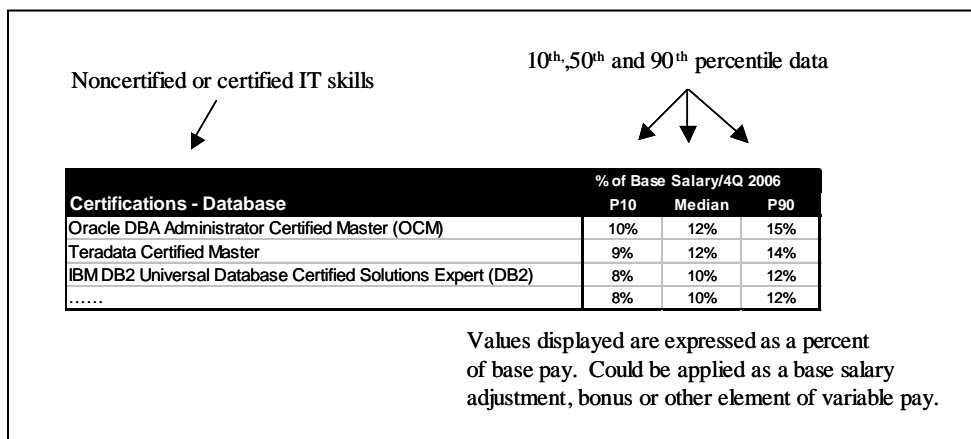 Noncertified or certified IT skills
10th,,50th and 90th percentile data
% of Base Salary/4Q 2006
Certifications - Database P10 Median P90
Oracle DBA Administrator Certified Master (OCM) 10% 12% 15%
Teradata Certified Master 9% 12% 14%
IBM DB2 Universal Database Certified Solutions Expert (DB2) 8% 10% 12%
...... 8% 10% 12%
Values displayed are expressed as a percent
of base pay. Could be applied as a base salary
adjustment, bonus or other element of variable pay.